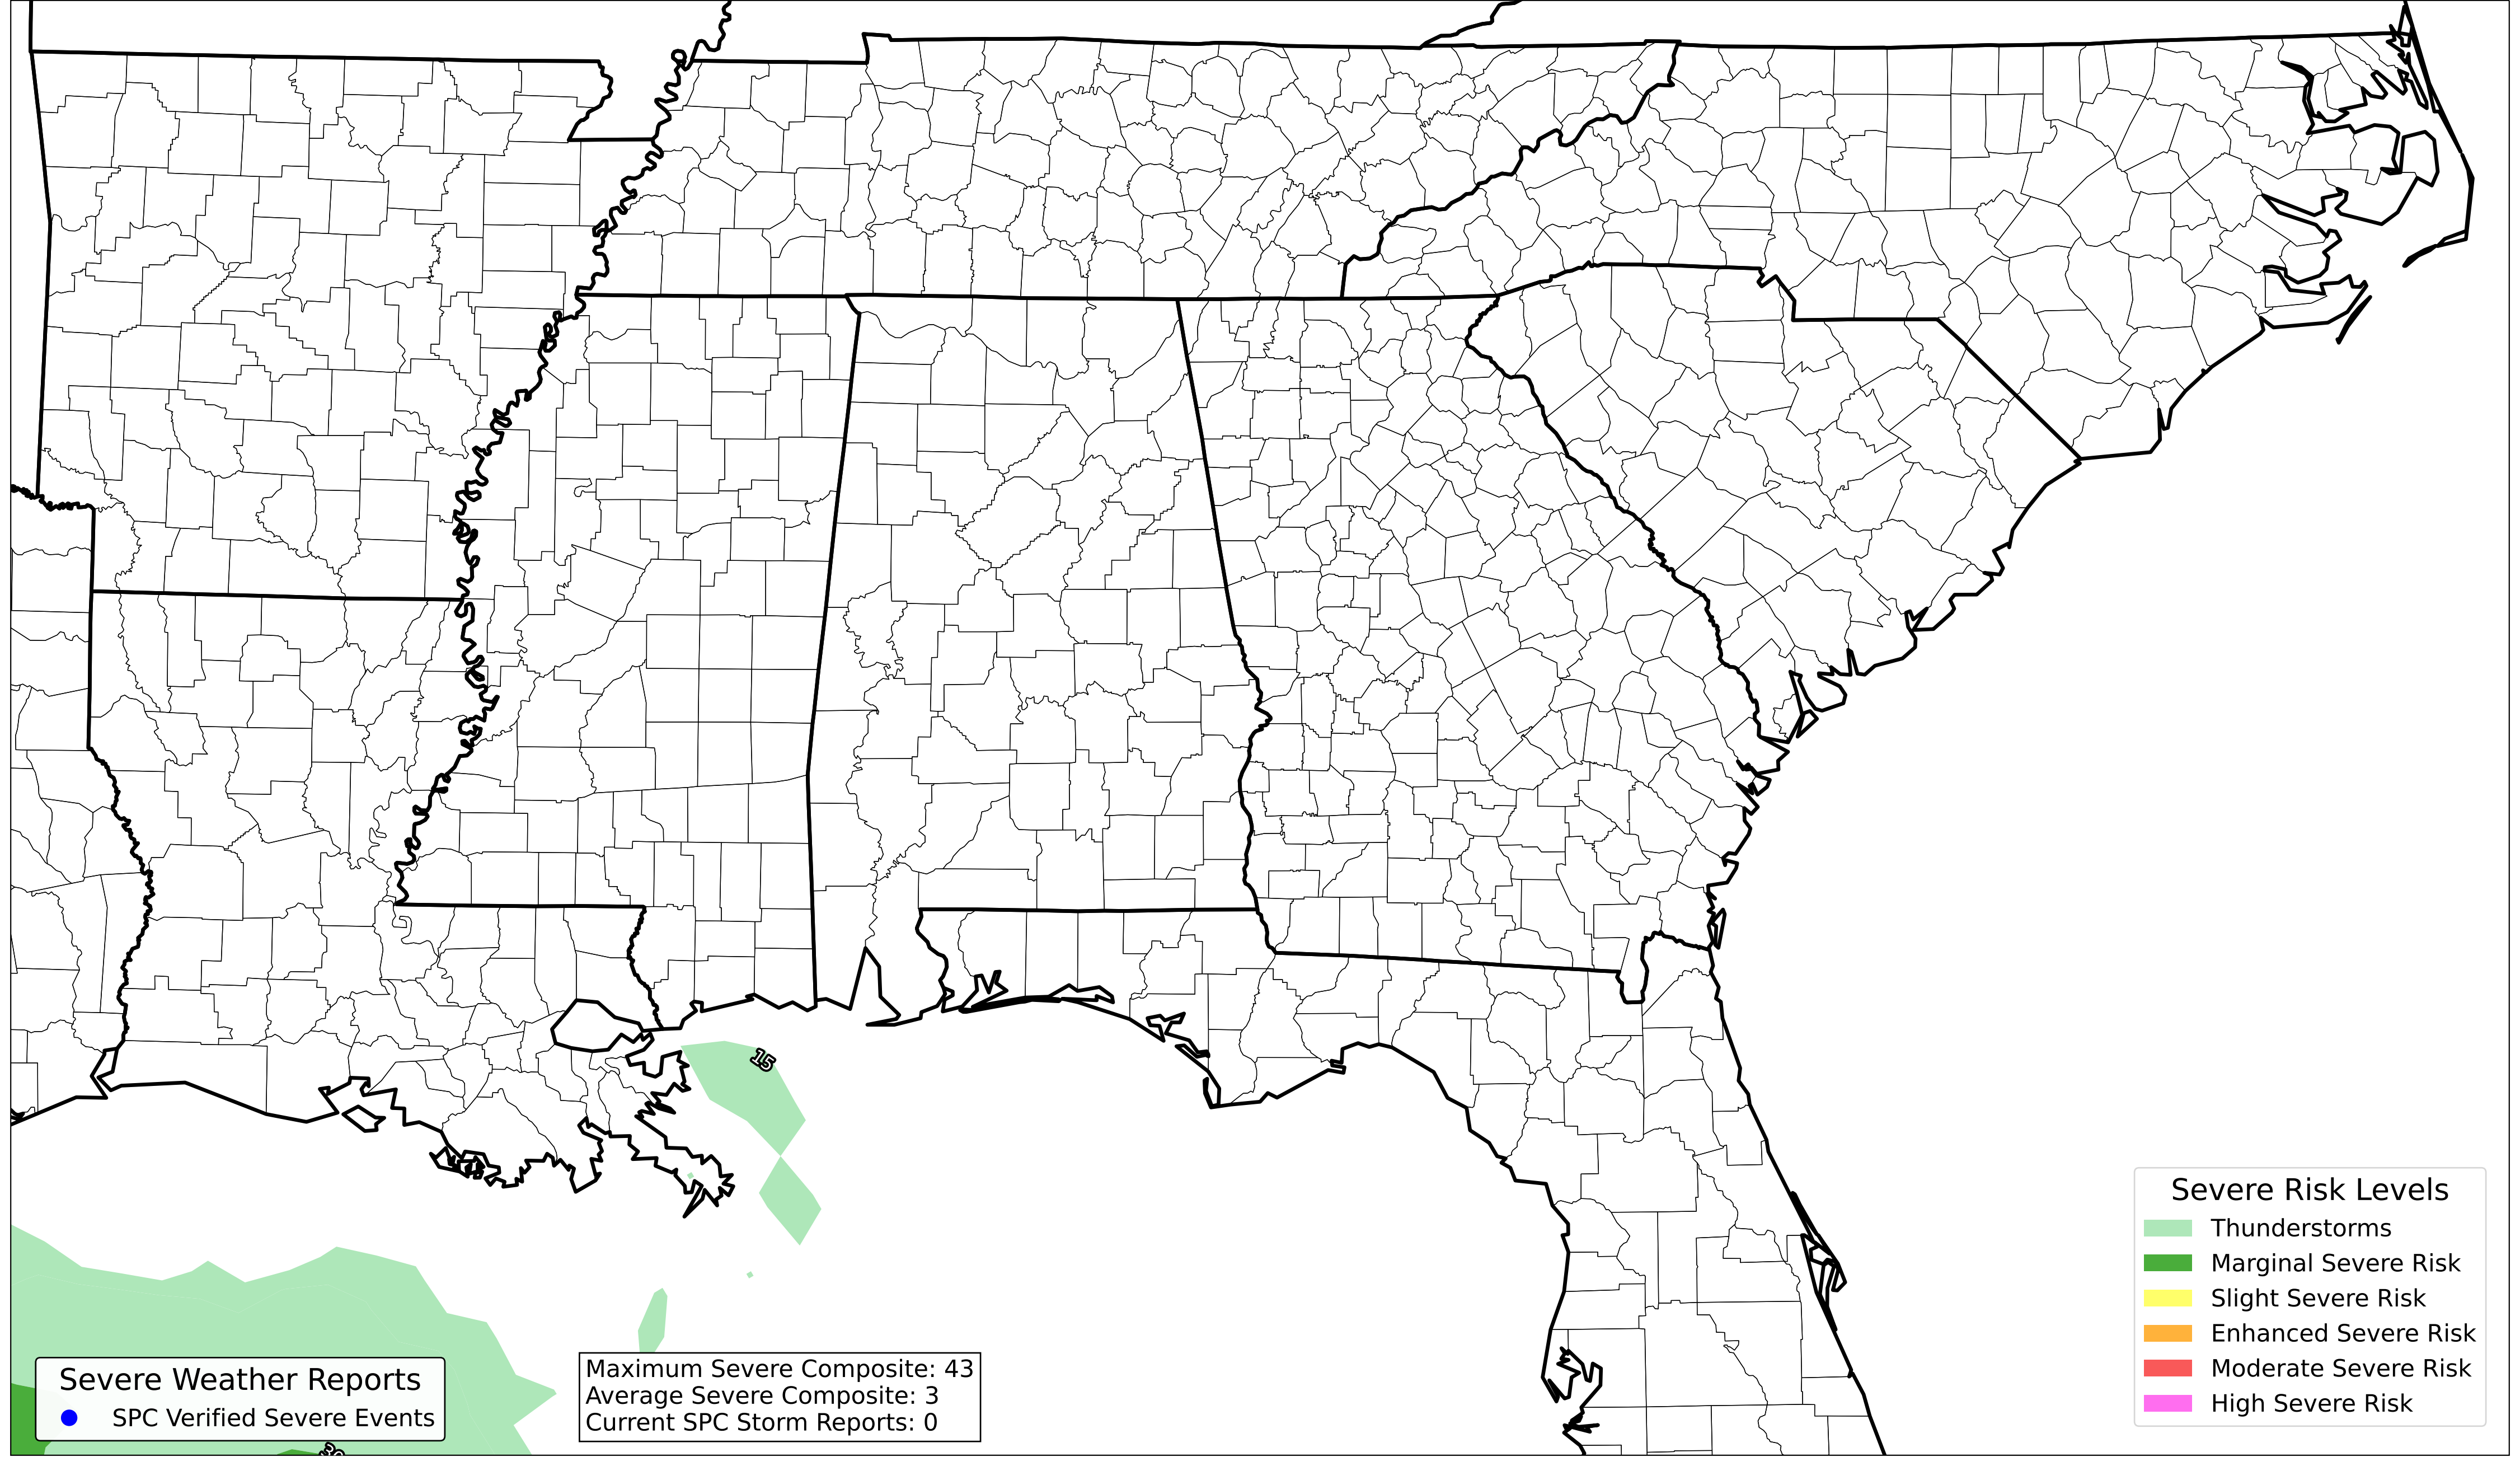 15
Severe Risk Levels
Thunderstorms
Marginal Severe Risk
Slight Severe Risk
Enhanced Severe Risk
Moderate Severe Risk
High Severe Risk
Severe Weather Reports
SPC Verified Severe Events
Maximum Severe Composite: 43
Average Severe Composite: 3
Current SPC Storm Reports: 0